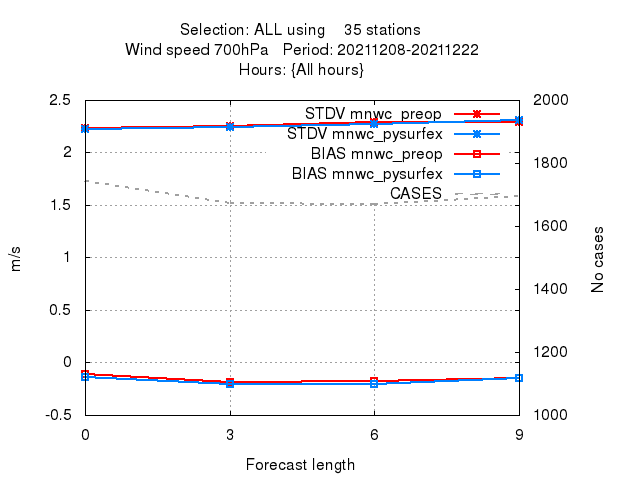 Selection: ALL using 35 stations
Wind speed 700hPa Period: 20211208-20211222
Hours: {All hours}
2.5 2000
STDV mnwc_preop
STDV mnwc_pysurfex
2 1800
BIAS mnwc_preop
BIAS mnwc_pysurfex
CASES
1.5 1600
m/s
1 1400
No cases
0.5
0 1200
-0.5 1000
0 3 6 9
Forecast length